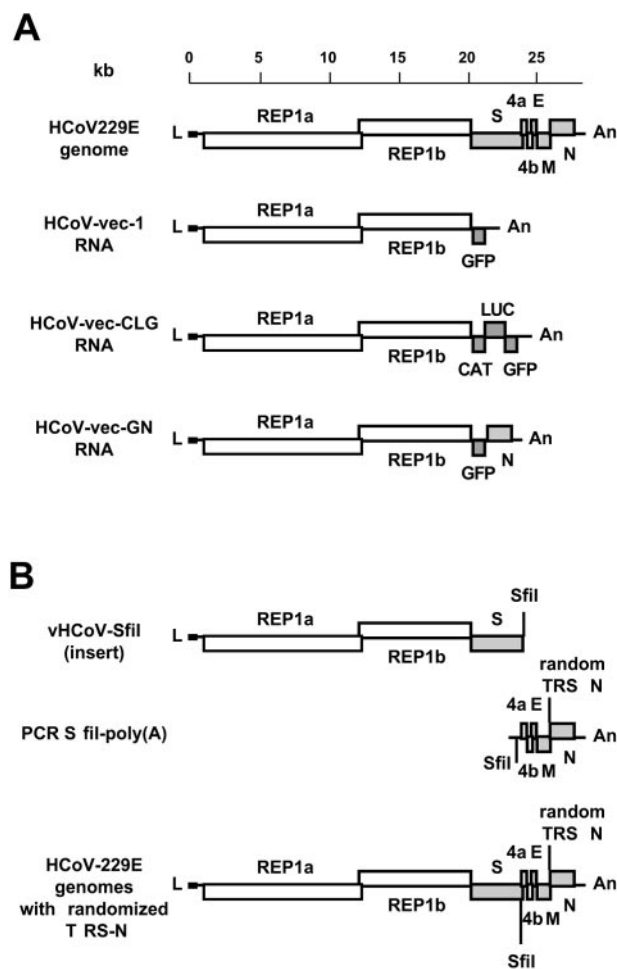 A
kb 0 5 10 15 20 25
4a E
REP1a S
HCoV229E
genome
L An
REP1b 4b M N
REP1a
HCoV-vec-1
RNA
L An
REP1b
GFP
LUC
REP1a
HCoV-vec-CLG
RNA
L An
REP1b
CAT GFP
REP1a
HCoV-vec-GN
RNA
L An
REP1b
GFP N
B
SfiI
REP1a S
vHCoV-SfiI
(insert)
L
REP1b
random
TRS N
4a E
PCR S fil-poly(A)
An
SfiI 4b M N
random
TRS N
4a E
REP1a S
HCoV-229E
genomes
with randomized
T RS-N
L An
REP1b 4b M N
SfiI